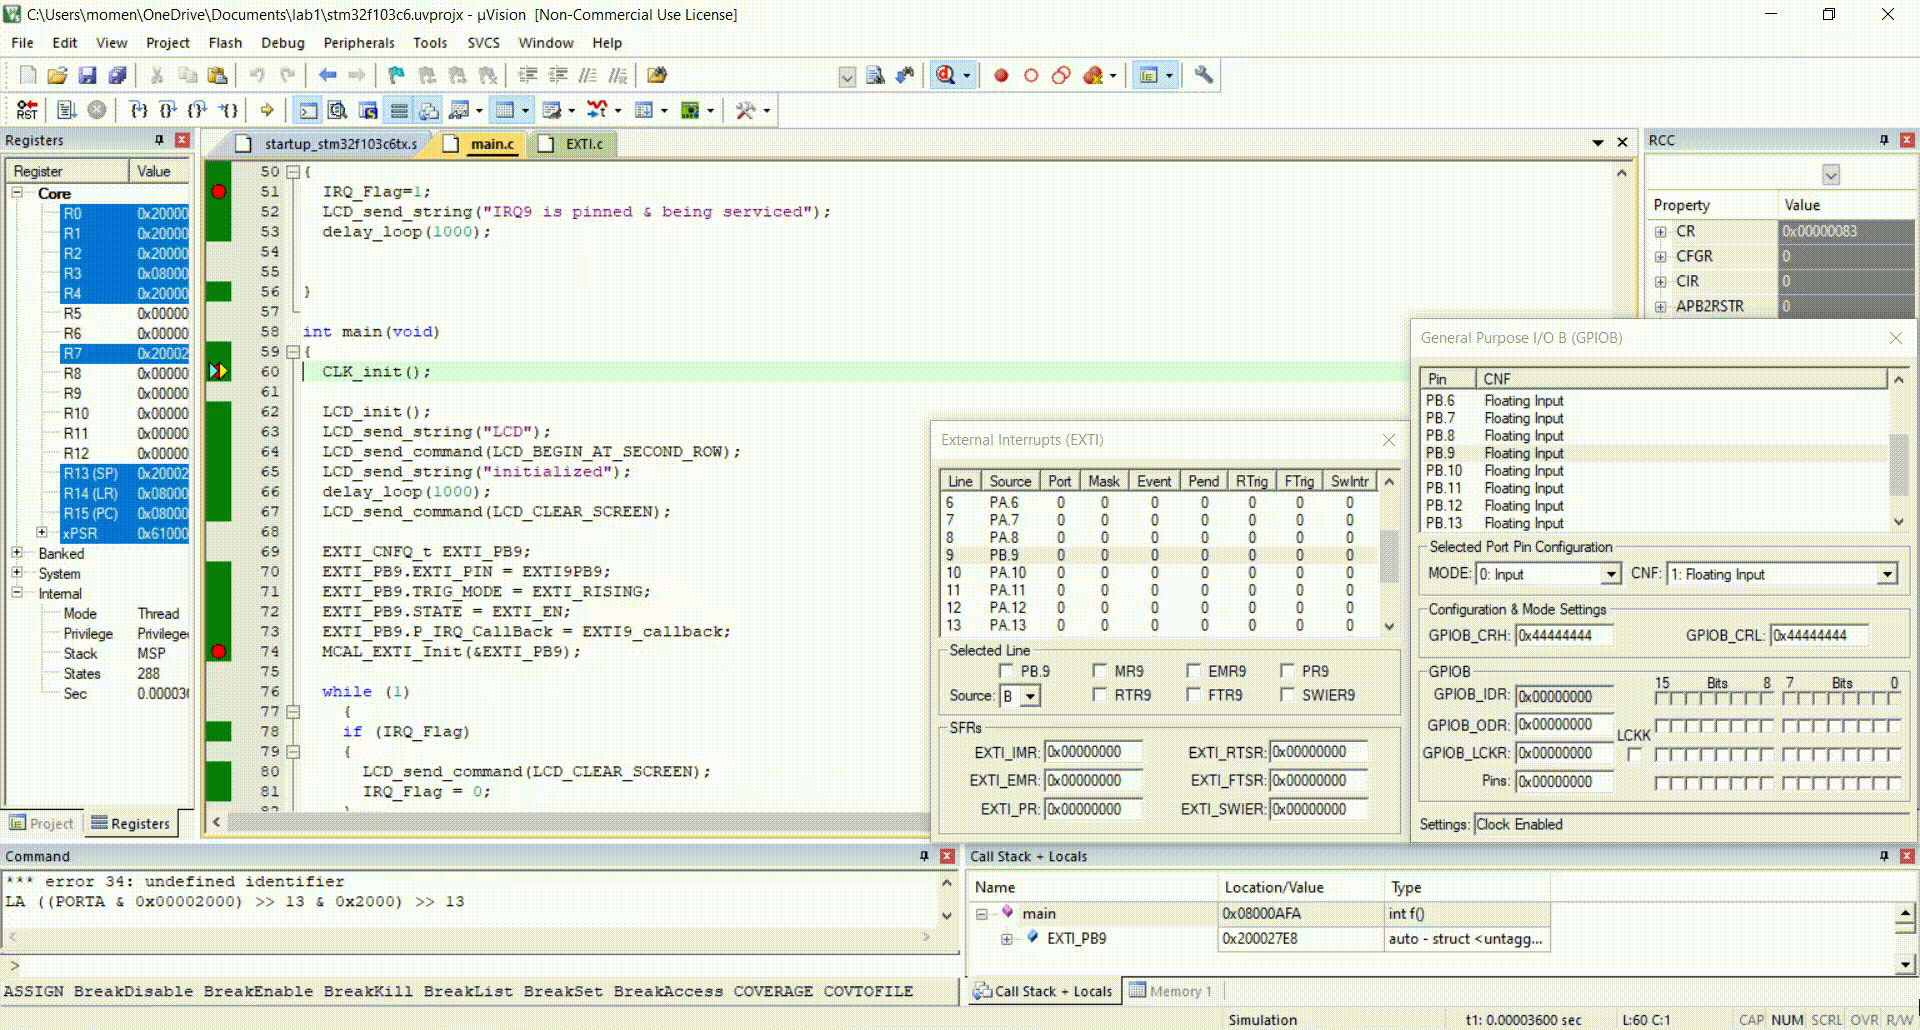 C:\Users\momen\OneDrive\Documents\lab1\stm32f103c6.uvprojx - µVision  [Non-Commercial Use License]
File Edit View Project Flash Debug Peripherals Tools SVCS Window Help
RST
Registers
Register Value
Core
R0 0x20000
R1 0x20000
R2 0x20000
R3 0x08000
R4 0x20000
R5 0x00000
R6 0x00000
R7 0x20002
R8 0x00000
R9 0x00000
R10 0x00000
R11 0x00000
R12 0x00000
R13 (SP) 0x20002
R14 (LR) 0x08000
R15 (PC) 0x08000
xPSR 0x61000
Banked
System
Internal
Mode Thread
Privilege Privilege
Stack MSP
States 288
Sec 0.00003
Project Registers
startup_stm32f103c6tx.s main.c EXTI.c
50 {
51 IRQ_Flag=1;
52 LCD_send_string("IRQ9 is pinned & being serviced");
53 delay_loop(1000);
54
55
56 }
57
58 int main(void)
59 {
60 CLK_init();
61
62 LCD_init();
63 LCD_send_string("LCD");
64 LCD_send_command(LCD_BEGIN_AT_SECOND_ROW);
65 LCD_send_string("initialized");
66 delay_loop(1000);
67 LCD_send_command(LCD_CLEAR_SCREEN);
68
69 EXTI_CNFQ_t EXTI_PB9;
70 EXTI_PB9.EXTI_PIN = EXTI9PB9;
71 EXTI_PB9.TRIG_MODE = EXTI_RISING;
72 EXTI_PB9.STATE = EXTI_EN;
73 EXTI_PB9.P_IRQ_CallBack = EXTI9_callback;
74 MCAL_EXTI_Init(&EXTI_PB9);
75
76 while (1)
77 {
78 if (IRQ_Flag)
79 {
80 LCD_send_command(LCD_CLEAR_SCREEN);
81 IRQ_Flag = 0;
RCC
Property Value
CR 0x00000083
CFGR 0
CIR 0
APB2RSTR 0
External Interrupts (EXTI)
Line Source Port Mask Event Pend RTrig FTrig SwIntr
6 PA.6 0 0 0 0 0 0 0
7 PA.7 0 0 0 0 0 0 0
8 PA.8 0 0 0 0 0 0 0
9 PB.9 0 0 0 0 0 0 0
10 PA.10 0 0 0 0 0 0 0
11 PA.11 0 0 0 0 0 0 0
12 PA.12 0 0 0 0 0 0 0
13 PA.13 0 0 0 0 0 0 0
Selected Line
PB.9 MR9 EMR9 PR9
Source: B RTR9 FTR9 SWIER9
SFRs
EXTI_IMR: 0x00000000 EXTI_RTSR: 0x00000000
EXTI_EMR: 0x00000000 EXTI_FTSR: 0x00000000
EXTI_PR: 0x00000000 EXTI_SWIER: 0x00000000
General Purpose I/O B (GPIOB)
Pin CNF
PB.6 Floating Input
PB.7 Floating Input
PB.8 Floating Input
PB.9 Floating Input
PB.10 Floating Input
PB.11 Floating Input
PB.12 Floating Input
PB.13 Floating Input
Selected Port Pin Configuration
MODE: 0: Input CNF: 1: Floating Input
Configuration & Mode Settings
GPIOB_CRH: 0x44444444 GPIOB_CRL: 0x44444444
GPIOB
15 Bits 8 7 Bits 0
GPIOB_IDR: 0x00000000
GPIOB_ODR: 0x00000000
LCKK
GPIOB_LCKR: 0x00000000
Pins: 0x00000000
Settings: Clock Enabled
Command
*** error 34: undefined identifier
LA ((PORTA & 0x00002000) >> 13 & 0x2000) >> 13
>
ASSIGN BreakDisable BreakEnable BreakKill BreakList BreakSet BreakAccess COVERAGE COVTOFILE
Call Stack + Locals
Name Location/Value Type
main 0x08000AFA int f()
EXTI_PB9 0x200027E8 auto - struct <untagg...
Call Stack + Locals Memory 1
Simulation t1: 0.00003600 sec L:60 C:1 CAP NUM SCRL OVR R/W